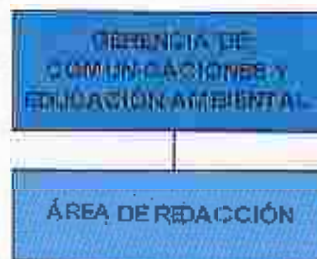 GERENCIA DE
COMUNICACIONES Y
EDUCACIÓN AMBIENTAL
ÁREA DE REDACCIÓN